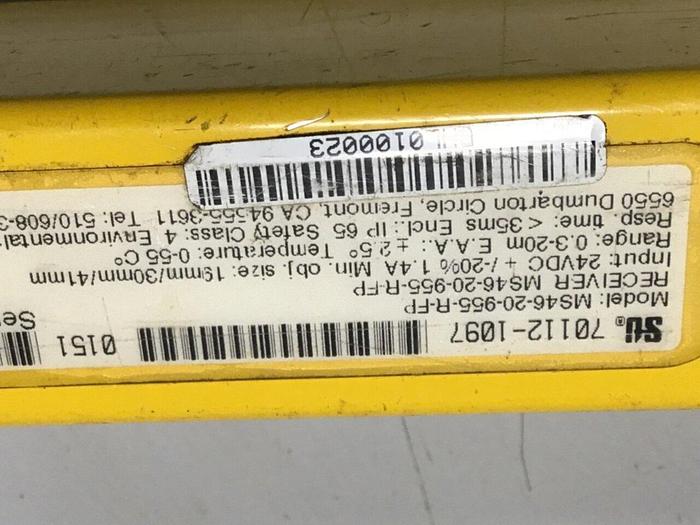 70112-1097 0151 Se
Model: MS46-20-955-R-FP
RECEIVER MS46-20-955-R-FP
Input: 24VDC +/-20% 1.4A Min. obj. size: 19mm/30mm/41mm
Range: 0.3-20m E.A.A.: ± 2.5° Temperature: 0-55 C°
Resp. time: <35ms Encl.: IP 65 Safety Class: 4 Environmental:
6550 Dumbarton Circle, Fremont, CA 94555-3611 Tel: 510/608-3
01000023